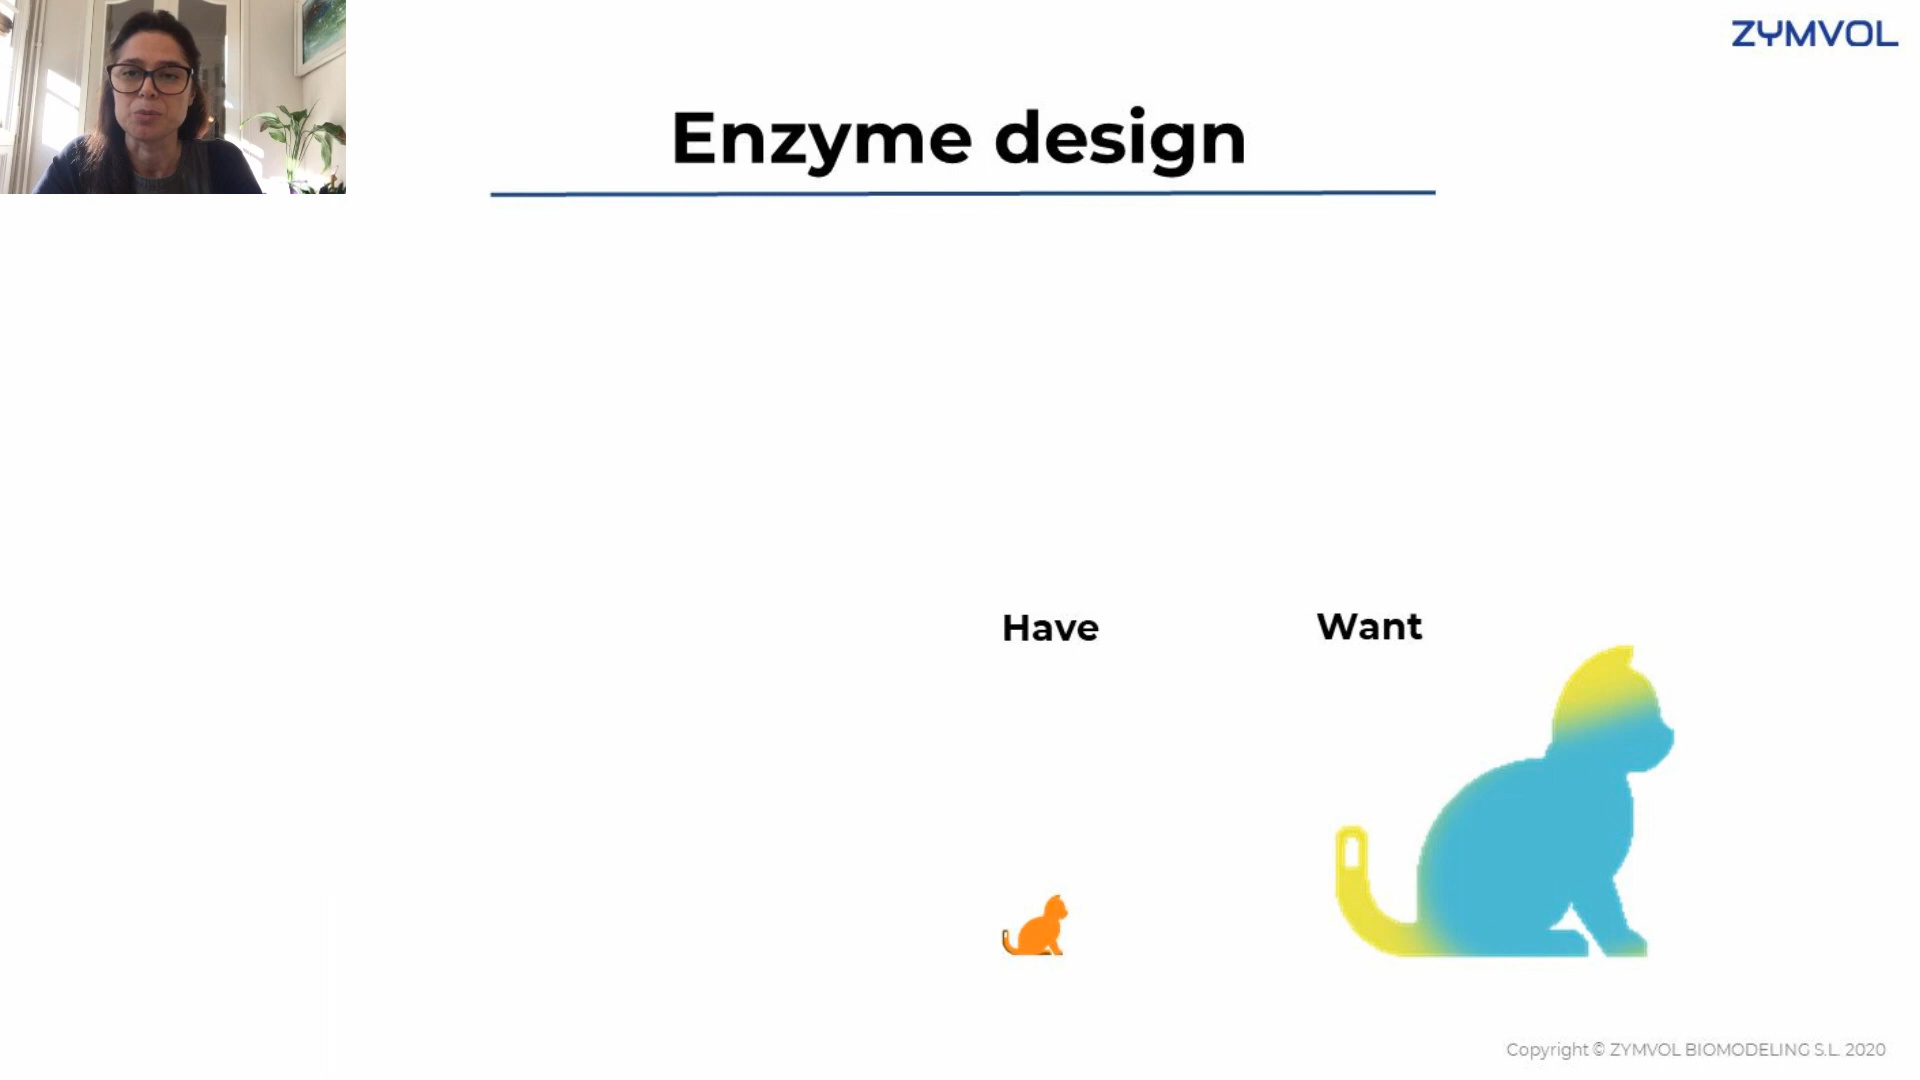 ZYMVOL
Enzyme design
Have
Want
Copyright © ZYMVOL BIOMODELING S.L. 2020